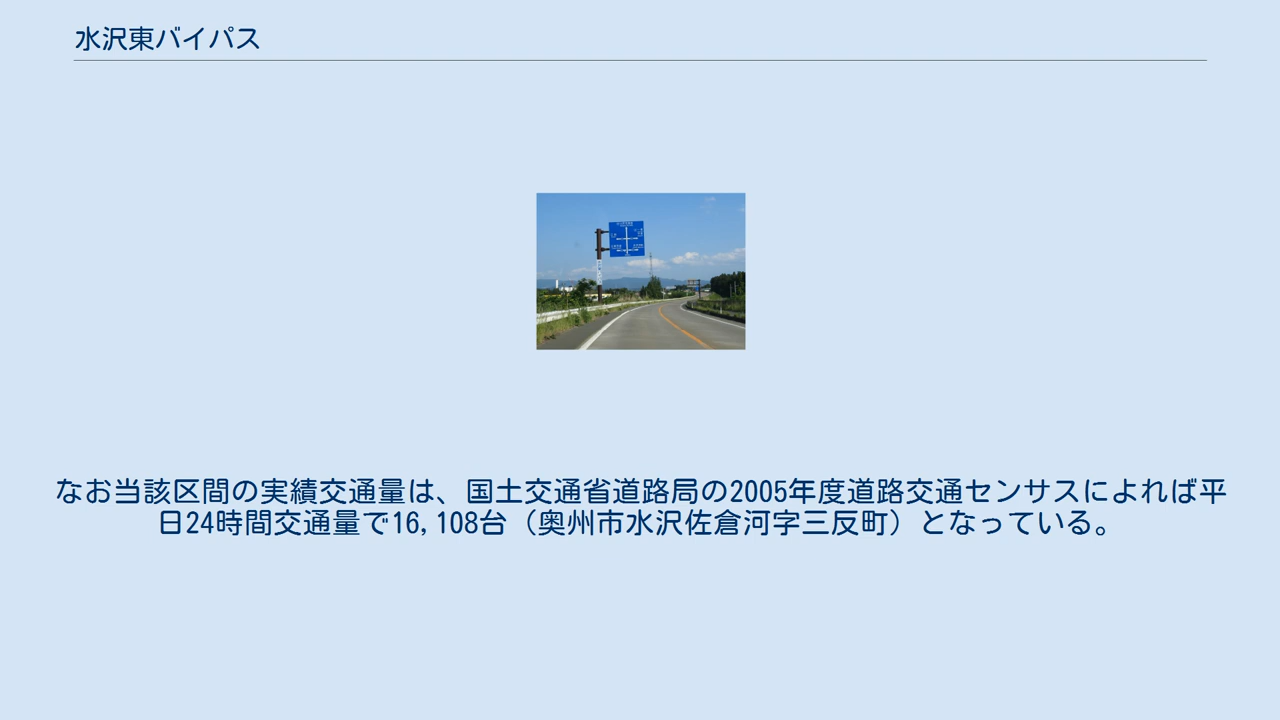 水沢東バイパス
なお当該区間の実績交通量は、国土交通省道路局の2005年度道路交通センサスによれば平
日24時間交通量で16,108台（奥州市水沢佐倉河字三反町）となっている。